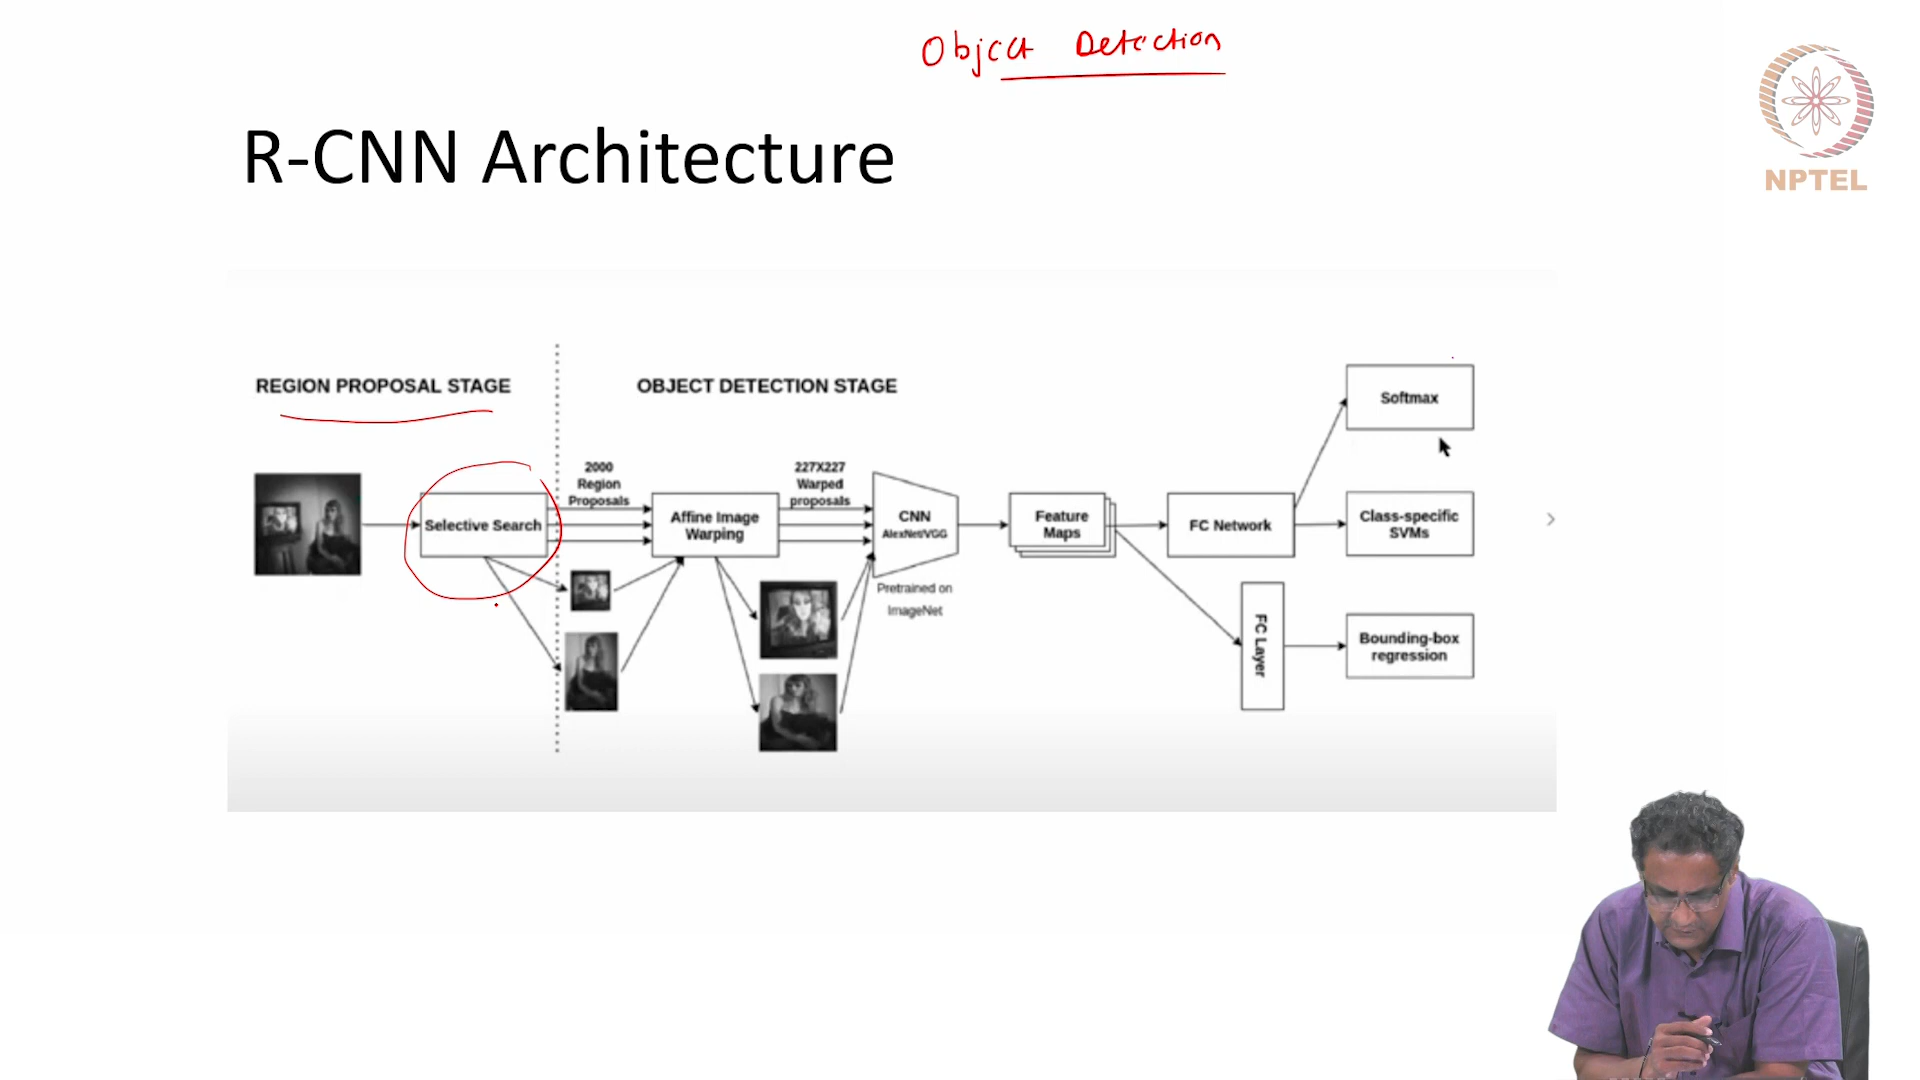 Object Detection
R-CNN Architecture
NPTEL
REGION PROPOSAL STAGE
OBJECT DETECTION STAGE
Selective Search
2000
Region
Proposals
Affine Image
Warping
227X227
Warped
proposals
CNN
AlexNet/VGG
Pretrained on
ImageNet
Feature
Maps
FC Network
FC Layer
Softmax
Class-specific
SVMs
Bounding-box
regression